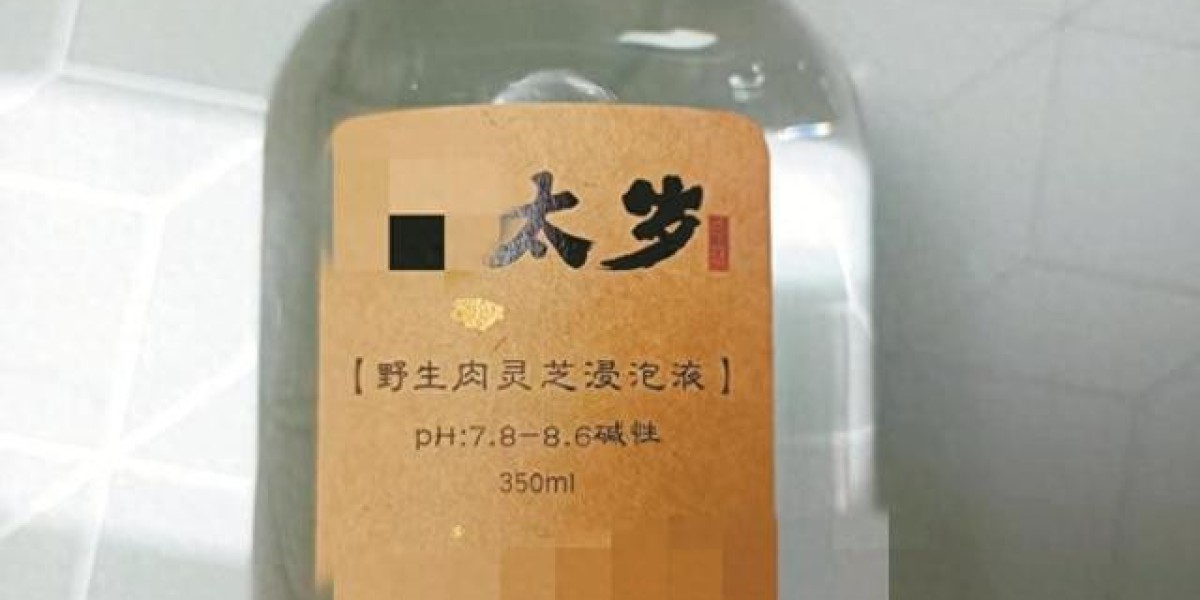 太岁
【野生肉灵芝浸泡液】
pH:7.8-8.6碱性
350ml